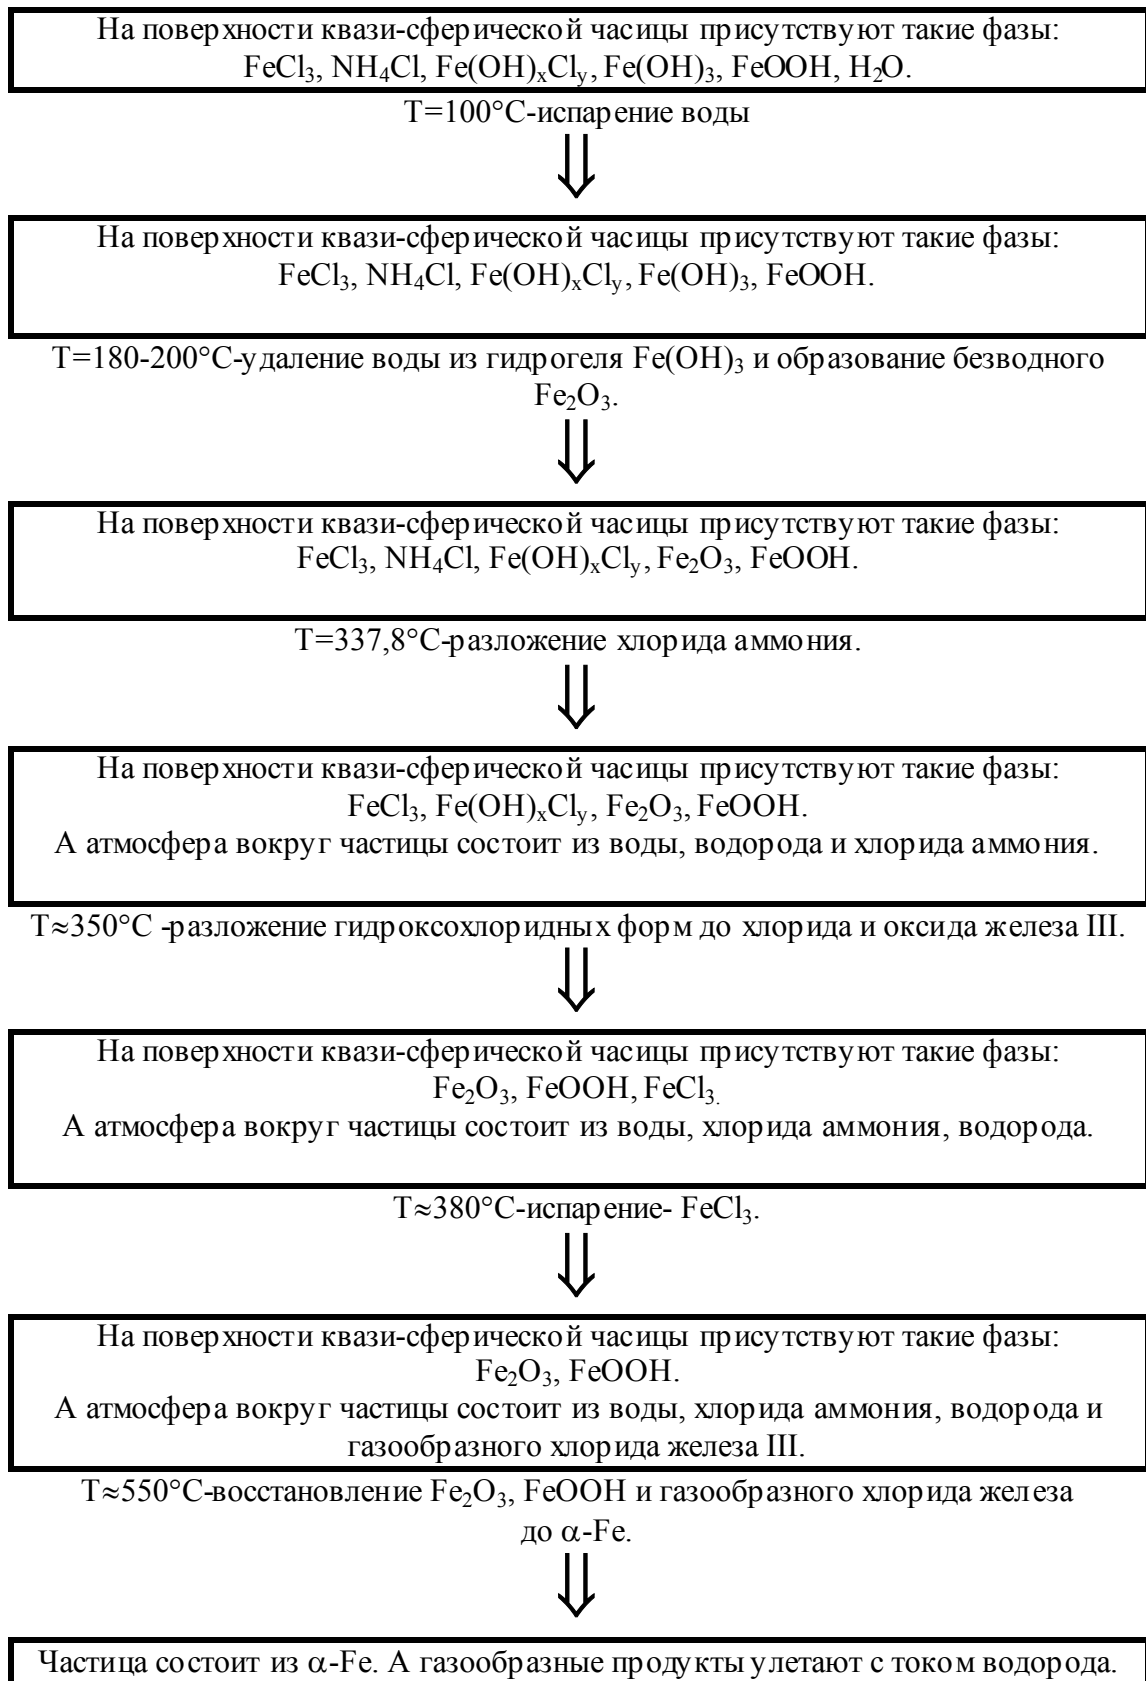 На поверхности квази-сферической часицы присутствуют такие фазы:
FeCl₃, NH₄Cl, Fe(OH)ₓClᵧ, Fe(OH)₃, FeOOH, H₂O.
T=100°C-испарение воды
⇓
На поверхности квази-сферической часицы присутствуют такие фазы:
FeCl₃, NH₄Cl, Fe(OH)ₓClᵧ, Fe(OH)₃, FeOOH.
T=180-200°C-удаление воды из гидрогеля Fe(OH)₃ и образование безводного
Fe₂O₃.
⇓
На поверхности квази-сферической часицы присутствуют такие фазы:
FeCl₃, NH₄Cl, Fe(OH)ₓClᵧ, Fe₂O₃, FeOOH.
T=337,8°C-разложение хлорида аммония.
⇓
На поверхности квази-сферической часицы присутствуют такие фазы:
FeCl₃, Fe(OH)ₓClᵧ, Fe₂O₃, FeOOH.
А атмосфера вокруг частицы состоит из воды, водорода и хлорида аммония.
T≈350°C -разложение гидроксохлоридных форм до хлорида и оксида железа III.
⇓
На поверхности квази-сферической часицы присутствуют такие фазы:
Fe₂O₃, FeOOH, FeCl₃.
А атмосфера вокруг частицы состоит из воды, хлорида аммония, водорода.
T≈380°C-испарение- FeCl₃.
⇓
На поверхности квази-сферической часицы присутствуют такие фазы:
Fe₂O₃, FeOOH.
А атмосфера вокруг частицы состоит из воды, хлорида аммония, водорода и
газообразного хлорида железа III.
T≈550°C-восстановление Fe₂O₃, FeOOH и газообразного хлорида железа
до α-Fe.
⇓
Частица состоит из α-Fe. А газообразные продукты улетают с током водорода.